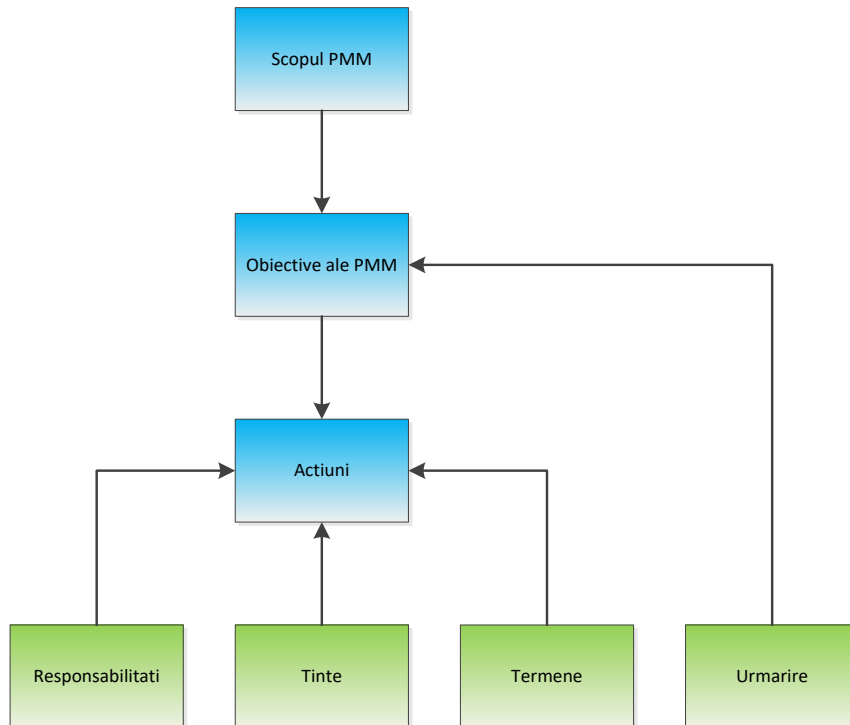 Scopul PMM
Obiective ale PMM
Actiuni
Responsabilitati
Tinte
Termene
Urmarire